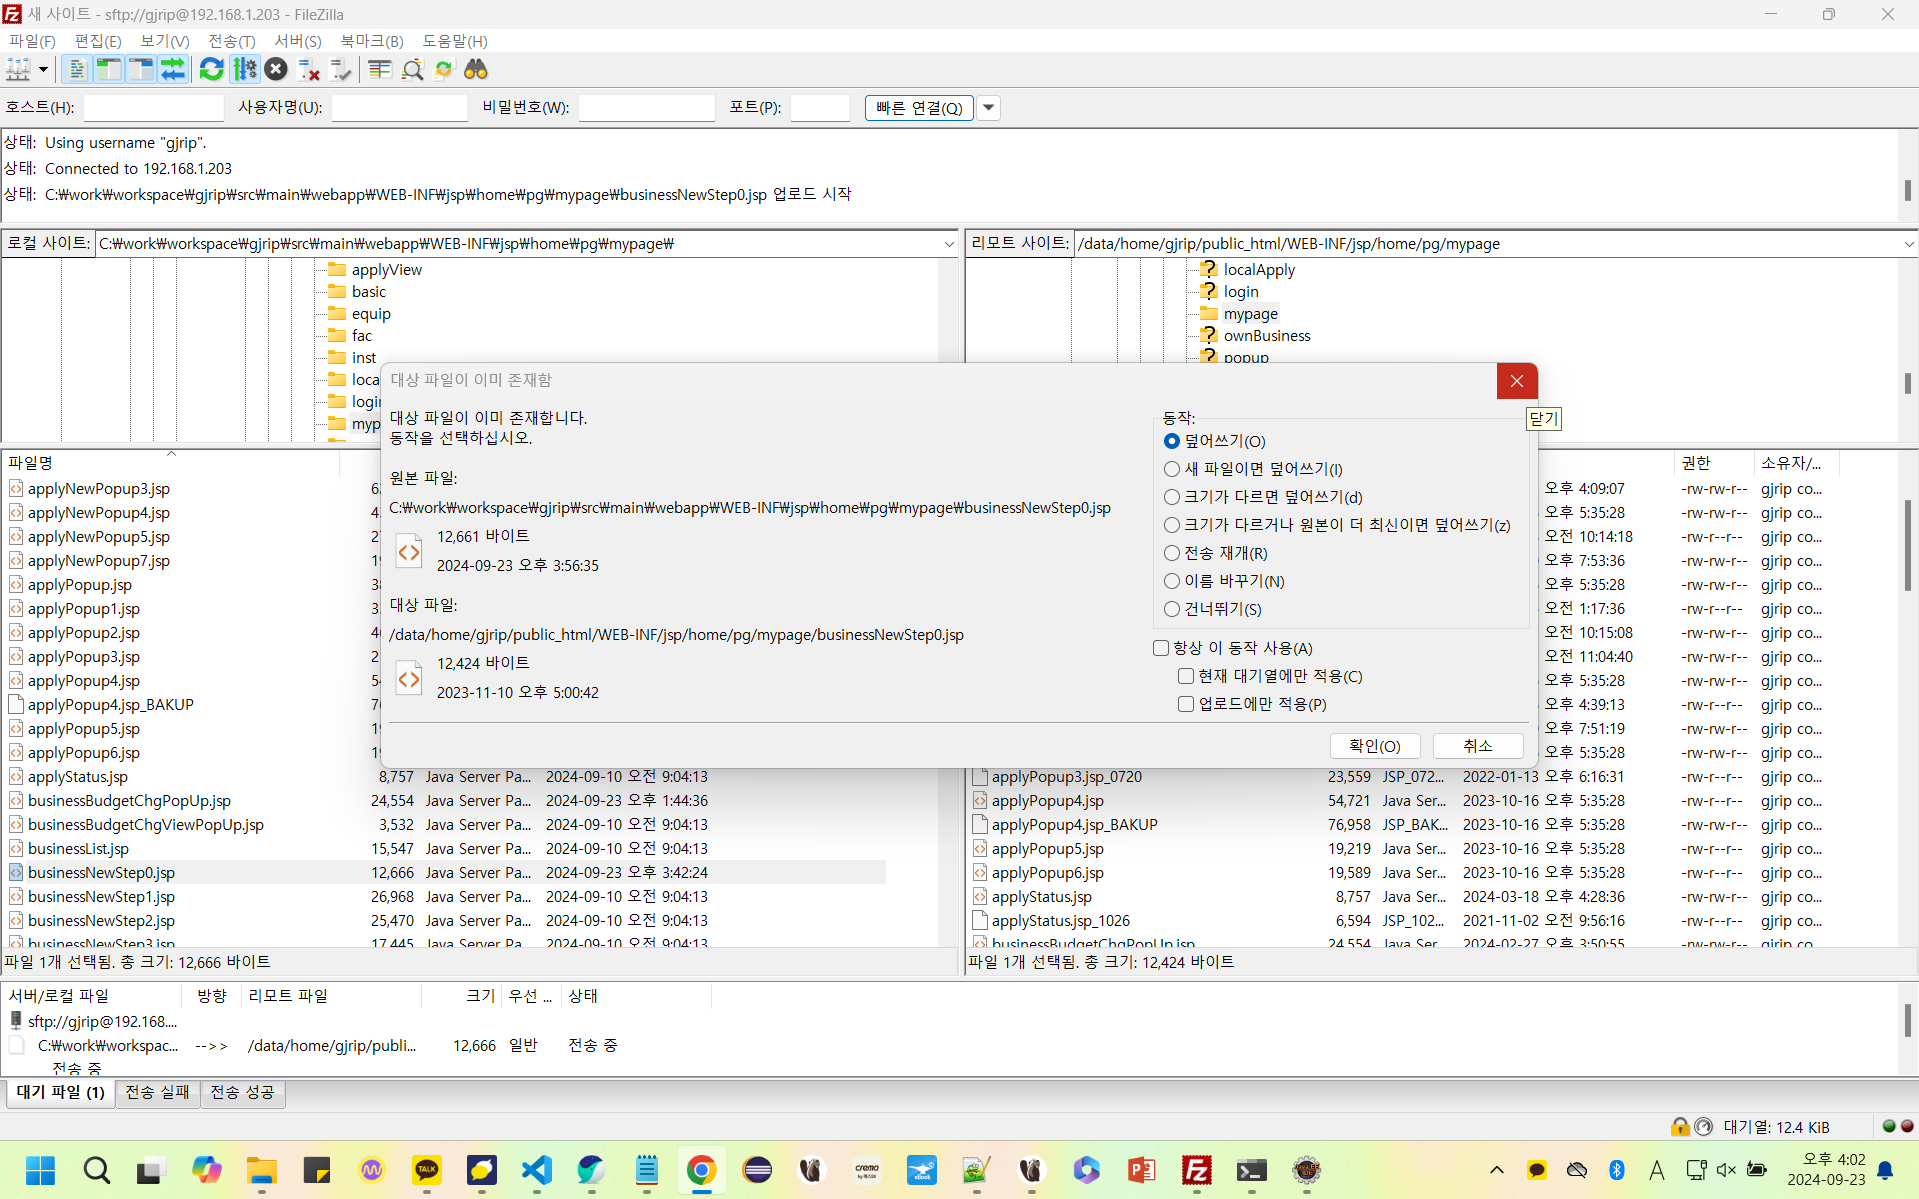 새 사이트 - sftp://gjrip@192.168.1.203 - FileZilla
파일(F) 편집(E) 보기(V) 전송(T) 서버(S) 북마크(B) 도움말(H)
호스트(H): 사용자명(U): 비밀번호(W): 포트(P): 빠른 연결(Q)
상태: Using username "gjrip".
상태: Connected to 192.168.1.203
상태: C:₩work₩workspace₩gjrip₩src₩main₩webapp₩WEB-INF₩jsp₩home₩pg₩mypage₩businessNewStep0.jsp 업로드 시작
로컬 사이트: C:₩work₩workspace₩gjrip₩src₩main₩webapp₩WEB-INF₩jsp₩home₩pg₩mypage₩
applyView
basic
equip
fac
inst
loca
login
myp
리모트 사이트: /data/home/gjrip/public_html/WEB-INF/jsp/home/pg/mypage
localApply
login
mypage
ownBusiness
popup
대상 파일이 이미 존재함
대상 파일이 이미 존재합니다.
동작을 선택하십시오.
원본 파일:
C:₩work₩workspace₩gjrip₩src₩main₩webapp₩WEB-INF₩jsp₩home₩pg₩mypage₩businessNewStep0.jsp
12,661 바이트
2024-09-23 오후 3:56:35
대상 파일:
/data/home/gjrip/public_html/WEB-INF/jsp/home/pg/mypage/businessNewStep0.jsp
12,424 바이트
2023-11-10 오후 5:00:42
동작:
덮어쓰기(O)
새 파일이면 덮어쓰기(I)
크기가 다르면 덮어쓰기(d)
크기가 다르거나 원본이 더 최신이면 덮어쓰기(z)
전송 재개(R)
이름 바꾸기(N)
건너뛰기(S)
항상 이 동작 사용(A)
현재 대기열에만 적용(C)
업로드에만 적용(P)
확인(O) 취소
닫기
파일명
applyNewPopup3.jsp
applyNewPopup4.jsp
applyNewPopup5.jsp
applyNewPopup7.jsp
applyPopup.jsp
applyPopup1.jsp
applyPopup2.jsp
applyPopup3.jsp
applyPopup4.jsp
applyPopup4.jsp_BAKUP
applyPopup5.jsp
applyPopup6.jsp
applyStatus.jsp 8,757 Java Server Pa... 2024-09-10 오전 9:04:13
businessBudgetChgPopUp.jsp 24,554 Java Server Pa... 2024-09-23 오후 1:44:36
businessBudgetChgViewPopUp.jsp 3,532 Java Server Pa... 2024-09-10 오전 9:04:13
businessList.jsp 15,547 Java Server Pa... 2024-09-10 오전 9:04:13
businessNewStep0.jsp 12,666 Java Server Pa... 2024-09-23 오후 3:42:24
businessNewStep1.jsp 26,968 Java Server Pa... 2024-09-10 오전 9:04:13
businessNewStep2.jsp 25,470 Java Server Pa... 2024-09-10 오전 9:04:13
businessNewStep3.jsp 17,445 Java Server Pa... 2024-09-10 오전 9:04:13
파일 1개 선택됨. 총 크기: 12,666 바이트
권한 소유자/...
오후 4:09:07 -rw-rw-r-- gjrip co...
오후 5:35:28 -rw-rw-r-- gjrip co...
오전 10:14:18 -rw-r--r-- gjrip co...
오후 7:53:36 -rw-r--r-- gjrip co...
오후 5:35:28 -rw-rw-r-- gjrip co...
오전 1:17:36 -rw-r--r-- gjrip co...
오전 10:15:08 -rw-rw-r-- gjrip co...
오전 11:04:40 -rw-rw-r-- gjrip co...
오후 5:35:28 -rw-rw-r-- gjrip co...
오후 4:39:13 -rw-rw-r-- gjrip co...
오후 7:51:19 -rw-rw-r-- gjrip co...
오후 5:35:28 -rw-rw-r-- gjrip co...
applyPopup3.jsp_0720 23,559 JSP_072... 2022-01-13 오후 6:16:31 -rw-r--r-- gjrip co...
applyPopup4.jsp 54,721 Java Ser... 2023-10-16 오후 5:35:28 -rw-rw-r-- gjrip co...
applyPopup4.jsp_BAKUP 76,958 JSP_BAK... 2023-10-16 오후 5:35:28 -rw-rw-r-- gjrip co...
applyPopup5.jsp 19,219 Java Ser... 2023-10-16 오후 5:35:28 -rw-rw-r-- gjrip co...
applyPopup6.jsp 19,589 Java Ser... 2023-10-16 오후 5:35:28 -rw-rw-r-- gjrip co...
applyStatus.jsp 8,757 Java Ser... 2024-03-18 오후 4:28:36 -rw-rw-r-- gjrip co...
applyStatus.jsp_1026 6,594 JSP_102... 2021-11-02 오전 9:56:16 -rw-r--r-- gjrip co...
businessBudgetChgPopUp.jsp 24,554 Java Ser... 2024-02-27 오후 3:50:55 -rw-rw-r-- gjrip co...
파일 1개 선택됨. 총 크기: 12,424 바이트
서버/로컬 파일 방향 리모트 파일 크기 우선 ... 상태
sftp://gjrip@192.168....
C:₩work₩workspac... -->> /data/home/gjrip/publi... 12,666 일반 전송 중
전송 중
대기 파일 (1) 전송 실패 전송 성공
대기열: 12.4 KiB
TALK
crema
eBook
A
오후 4:02
2024-09-23